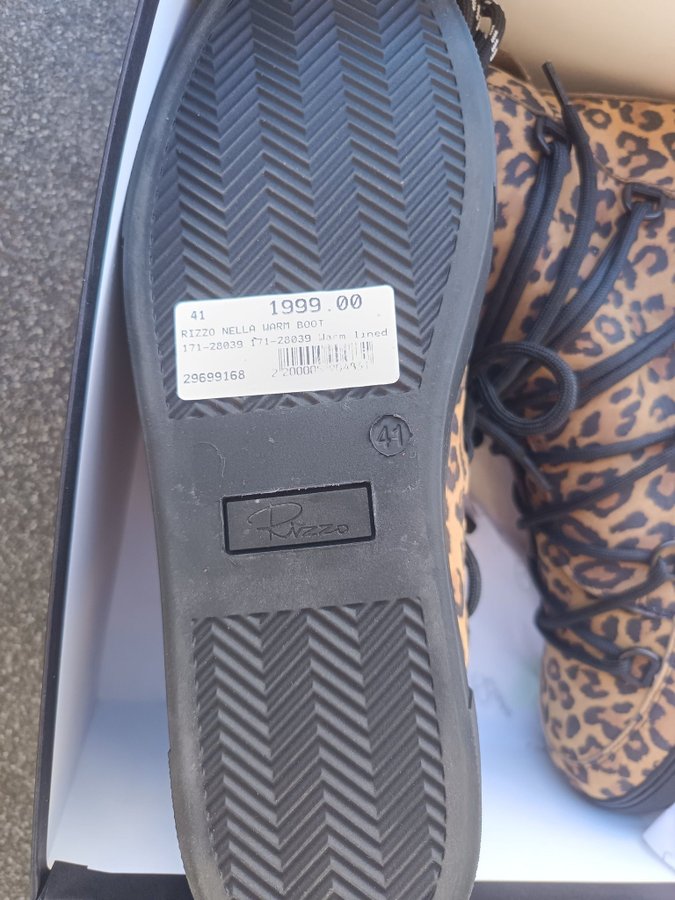 41 1999.00
RIZZO NELLA WARM BOOT
171-28039 171-28039 Warm lined
29699168
41
Rizzo